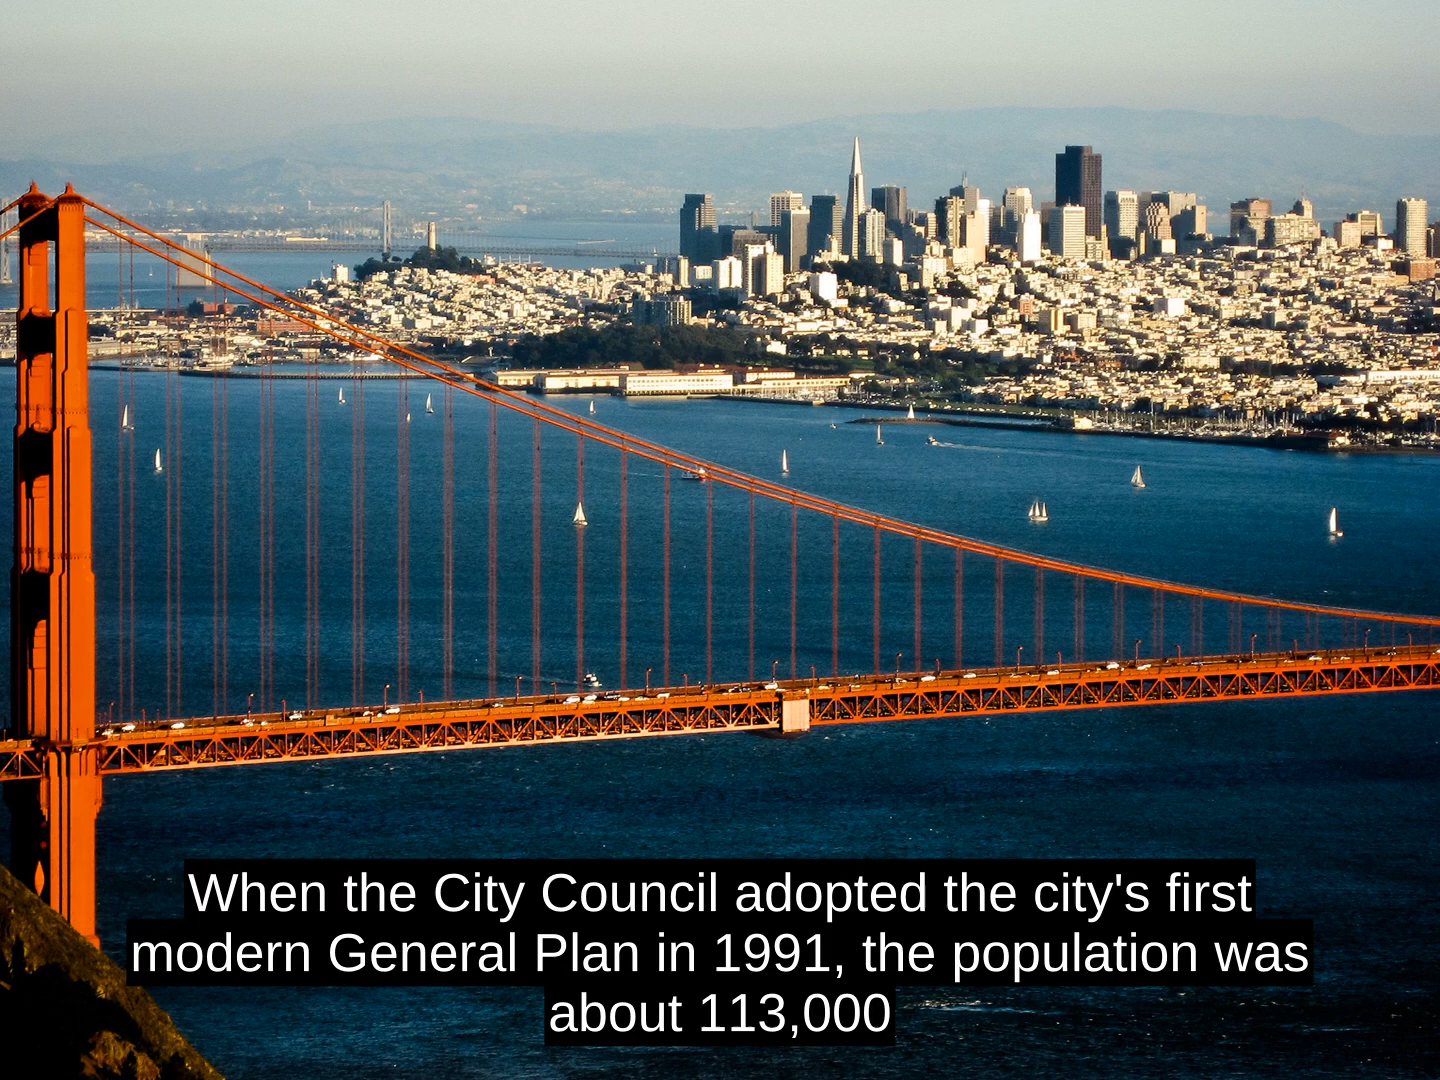 When the City Council adopted the city's first
modern General Plan in 1991, the population was
about 113,000